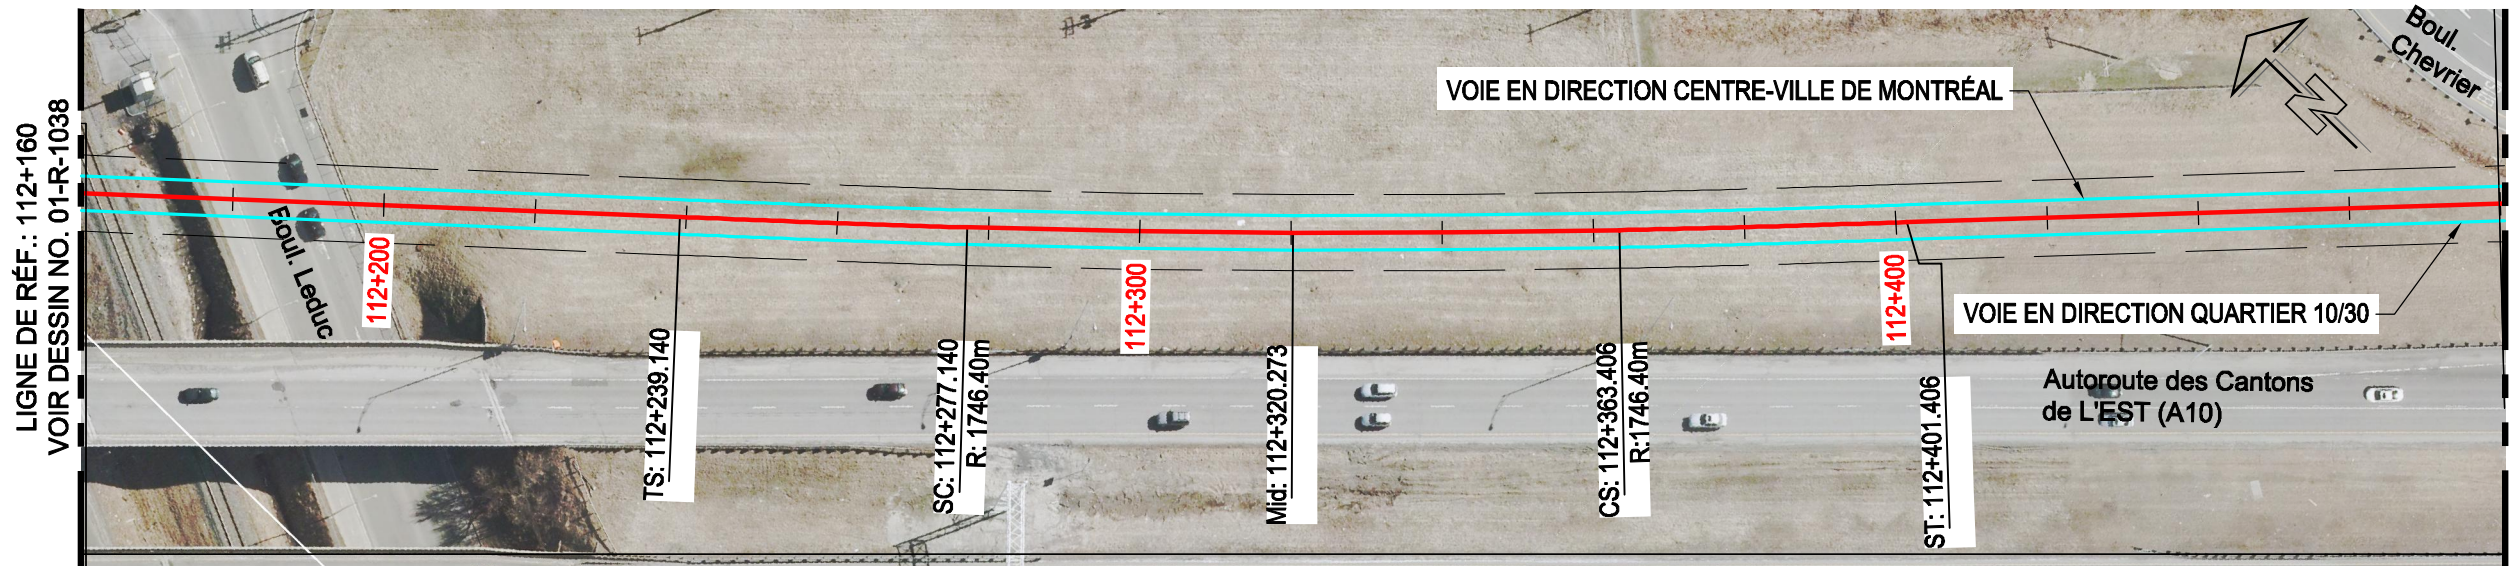 LIGNE DE RÉF.: 112+160
VOIR DESSIN NO. 01-R-1038
Boul. Leduc
112+200
TS: 112+239.140
SC: 112+277.140
R: 1746.40m
112+300
Mid: 112+320.273
CS: 112+363.406
R:1746.40m
112+400
ST: 112+401.406
VOIE EN DIRECTION CENTRE-VILLE DE MONTRÉAL
VOIE EN DIRECTION QUARTIER 10/30
Autoroute des Cantons
de L'EST (A10)
N
Boul.
Chevrier